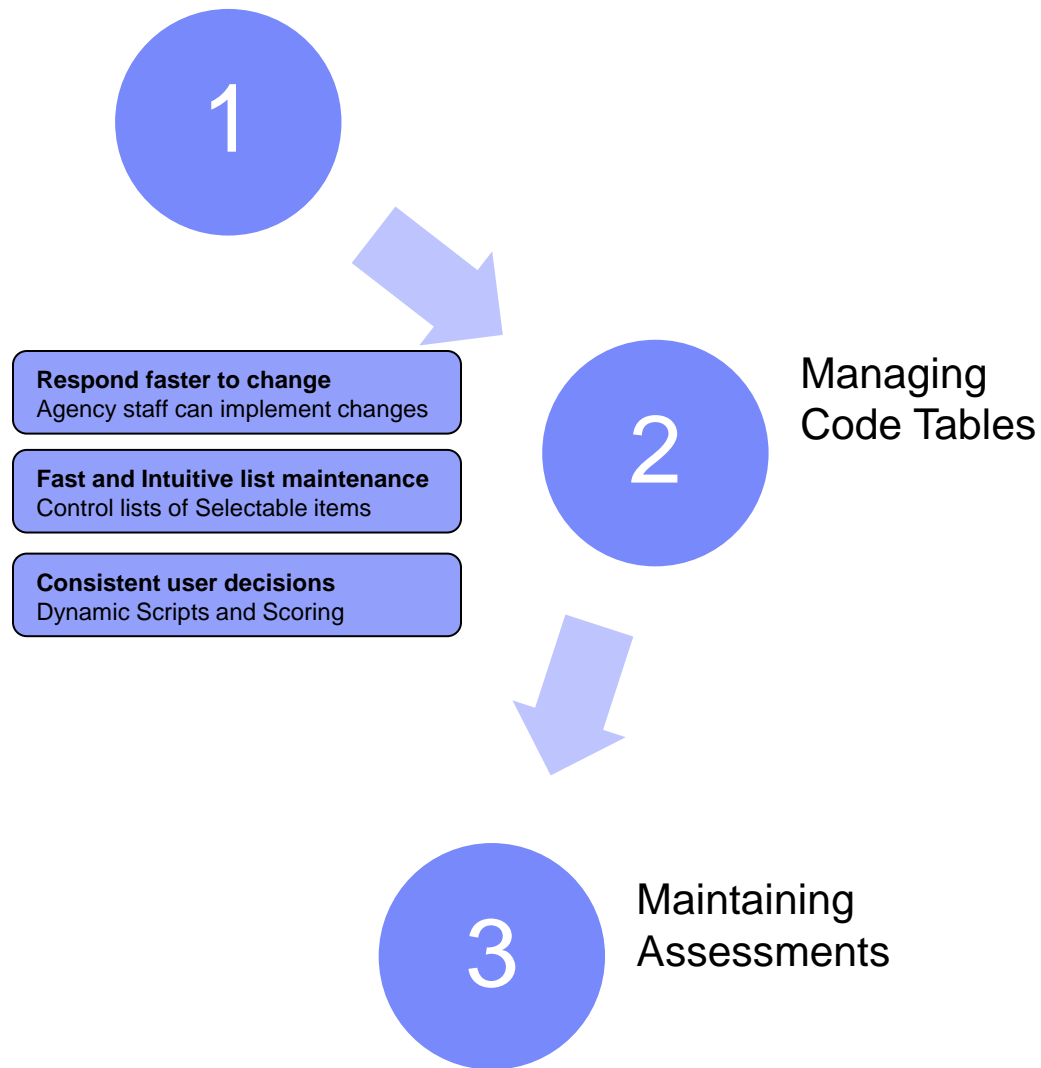 1
Respond faster to change
Agency staff can implement changes
Fast and Intuitive list maintenance
Control lists of Selectable items
Consistent user decisions
Dynamic Scripts and Scoring
2
Managing
Code Tables
3
Maintaining
Assessments